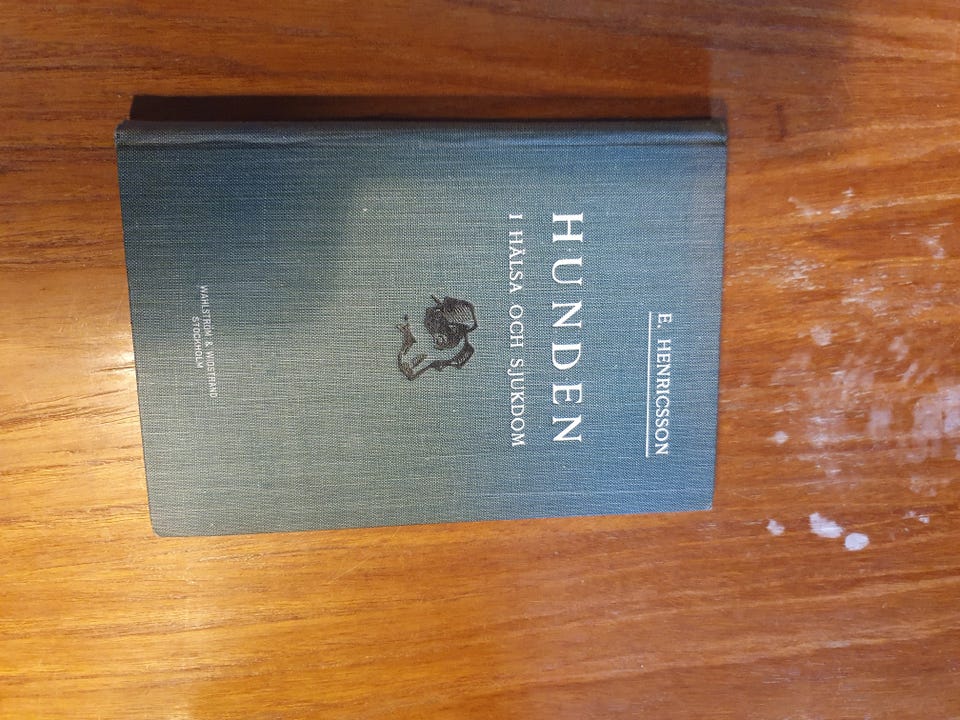 E. HENRICSSON
HUNDEN
I HÄLSA OCH SJUKDOM
WAHLSTRÖM & WIDSTRAND
STOCKHOLM